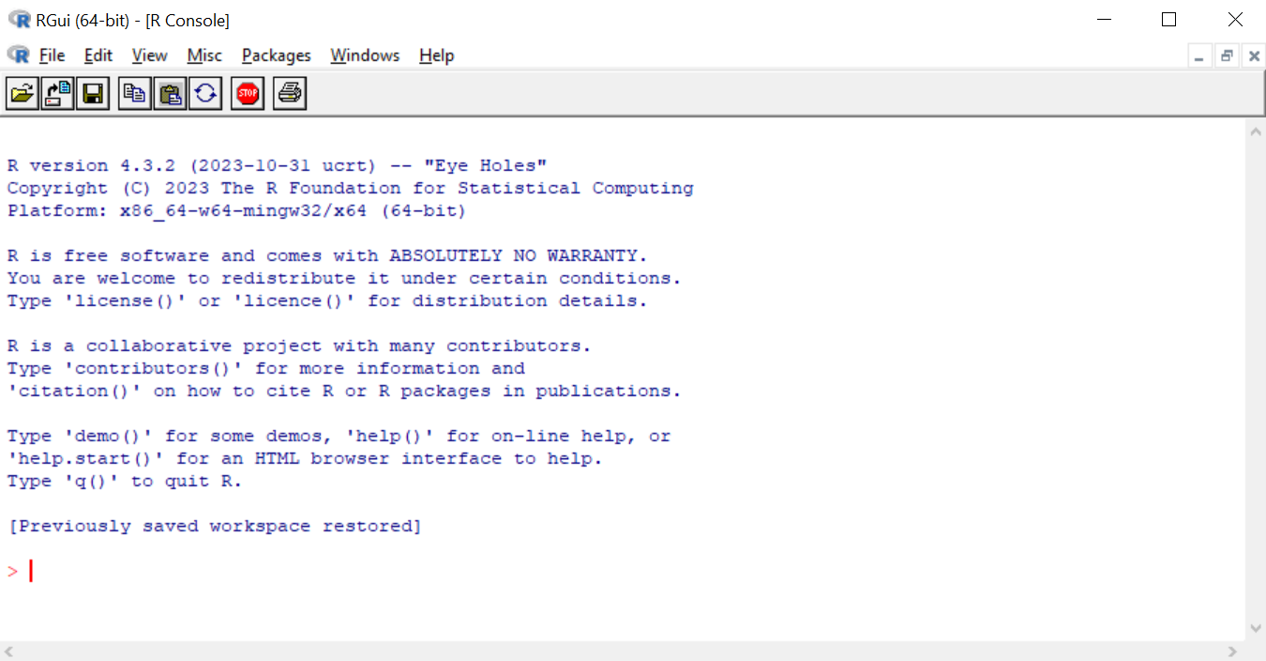 RGui (64-bit) - [R Console]
File Edit View Misc Packages Windows Help
STOP
R version 4.3.2 (2023-10-31 ucrt) -- "Eye Holes"
Copyright (C) 2023 The R Foundation for Statistical Computing
Platform: x86_64-w64-mingw32/x64 (64-bit)
R is free software and comes with ABSOLUTELY NO WARRANTY.
You are welcome to redistribute it under certain conditions.
Type 'license()' or 'licence()' for distribution details.
R is a collaborative project with many contributors.
Type 'contributors()' for more information and
'citation()' on how to cite R or R packages in publications.
Type 'demo()' for some demos, 'help()' for on-line help, or
'help.start()' for an HTML browser interface to help.
Type 'q()' to quit R.
[Previously saved workspace restored]
>